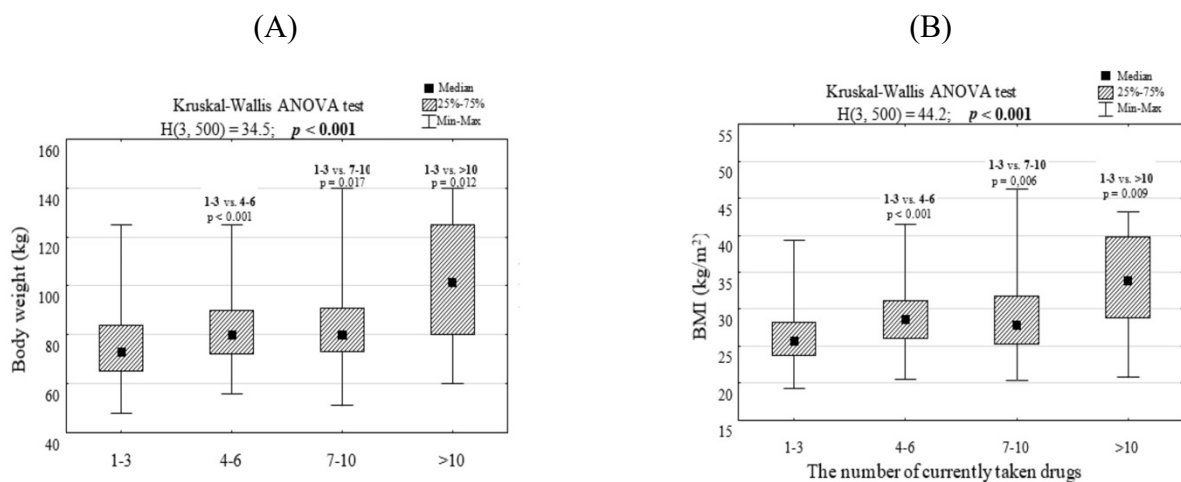 (A)
Kruskal-Wallis ANOVA test
H(3, 500) = 34.5; p < 0.001
Median
25%-75%
Min-Max
160
140
120
100
80
60
40
Body weight (kg)
1-3 vs. 4-6
p < 0.001
1-3 vs. 7-10
p = 0.017
1-3 vs. >10
p = 0.012
1-3 4-6 7-10 >10
(B)
Kruskal-Wallis ANOVA test
H(3, 500) = 44.2; p < 0.001
Median
25%-75%
Min-Max
55
50
45
40
35
30
25
20
15
BMI (kg/m²)
1-3 vs. 4-6
p < 0.001
1-3 vs. 7-10
p = 0.006
1-3 vs. >10
p = 0.009
1-3 4-6 7-10 >10
The number of currently taken drugs